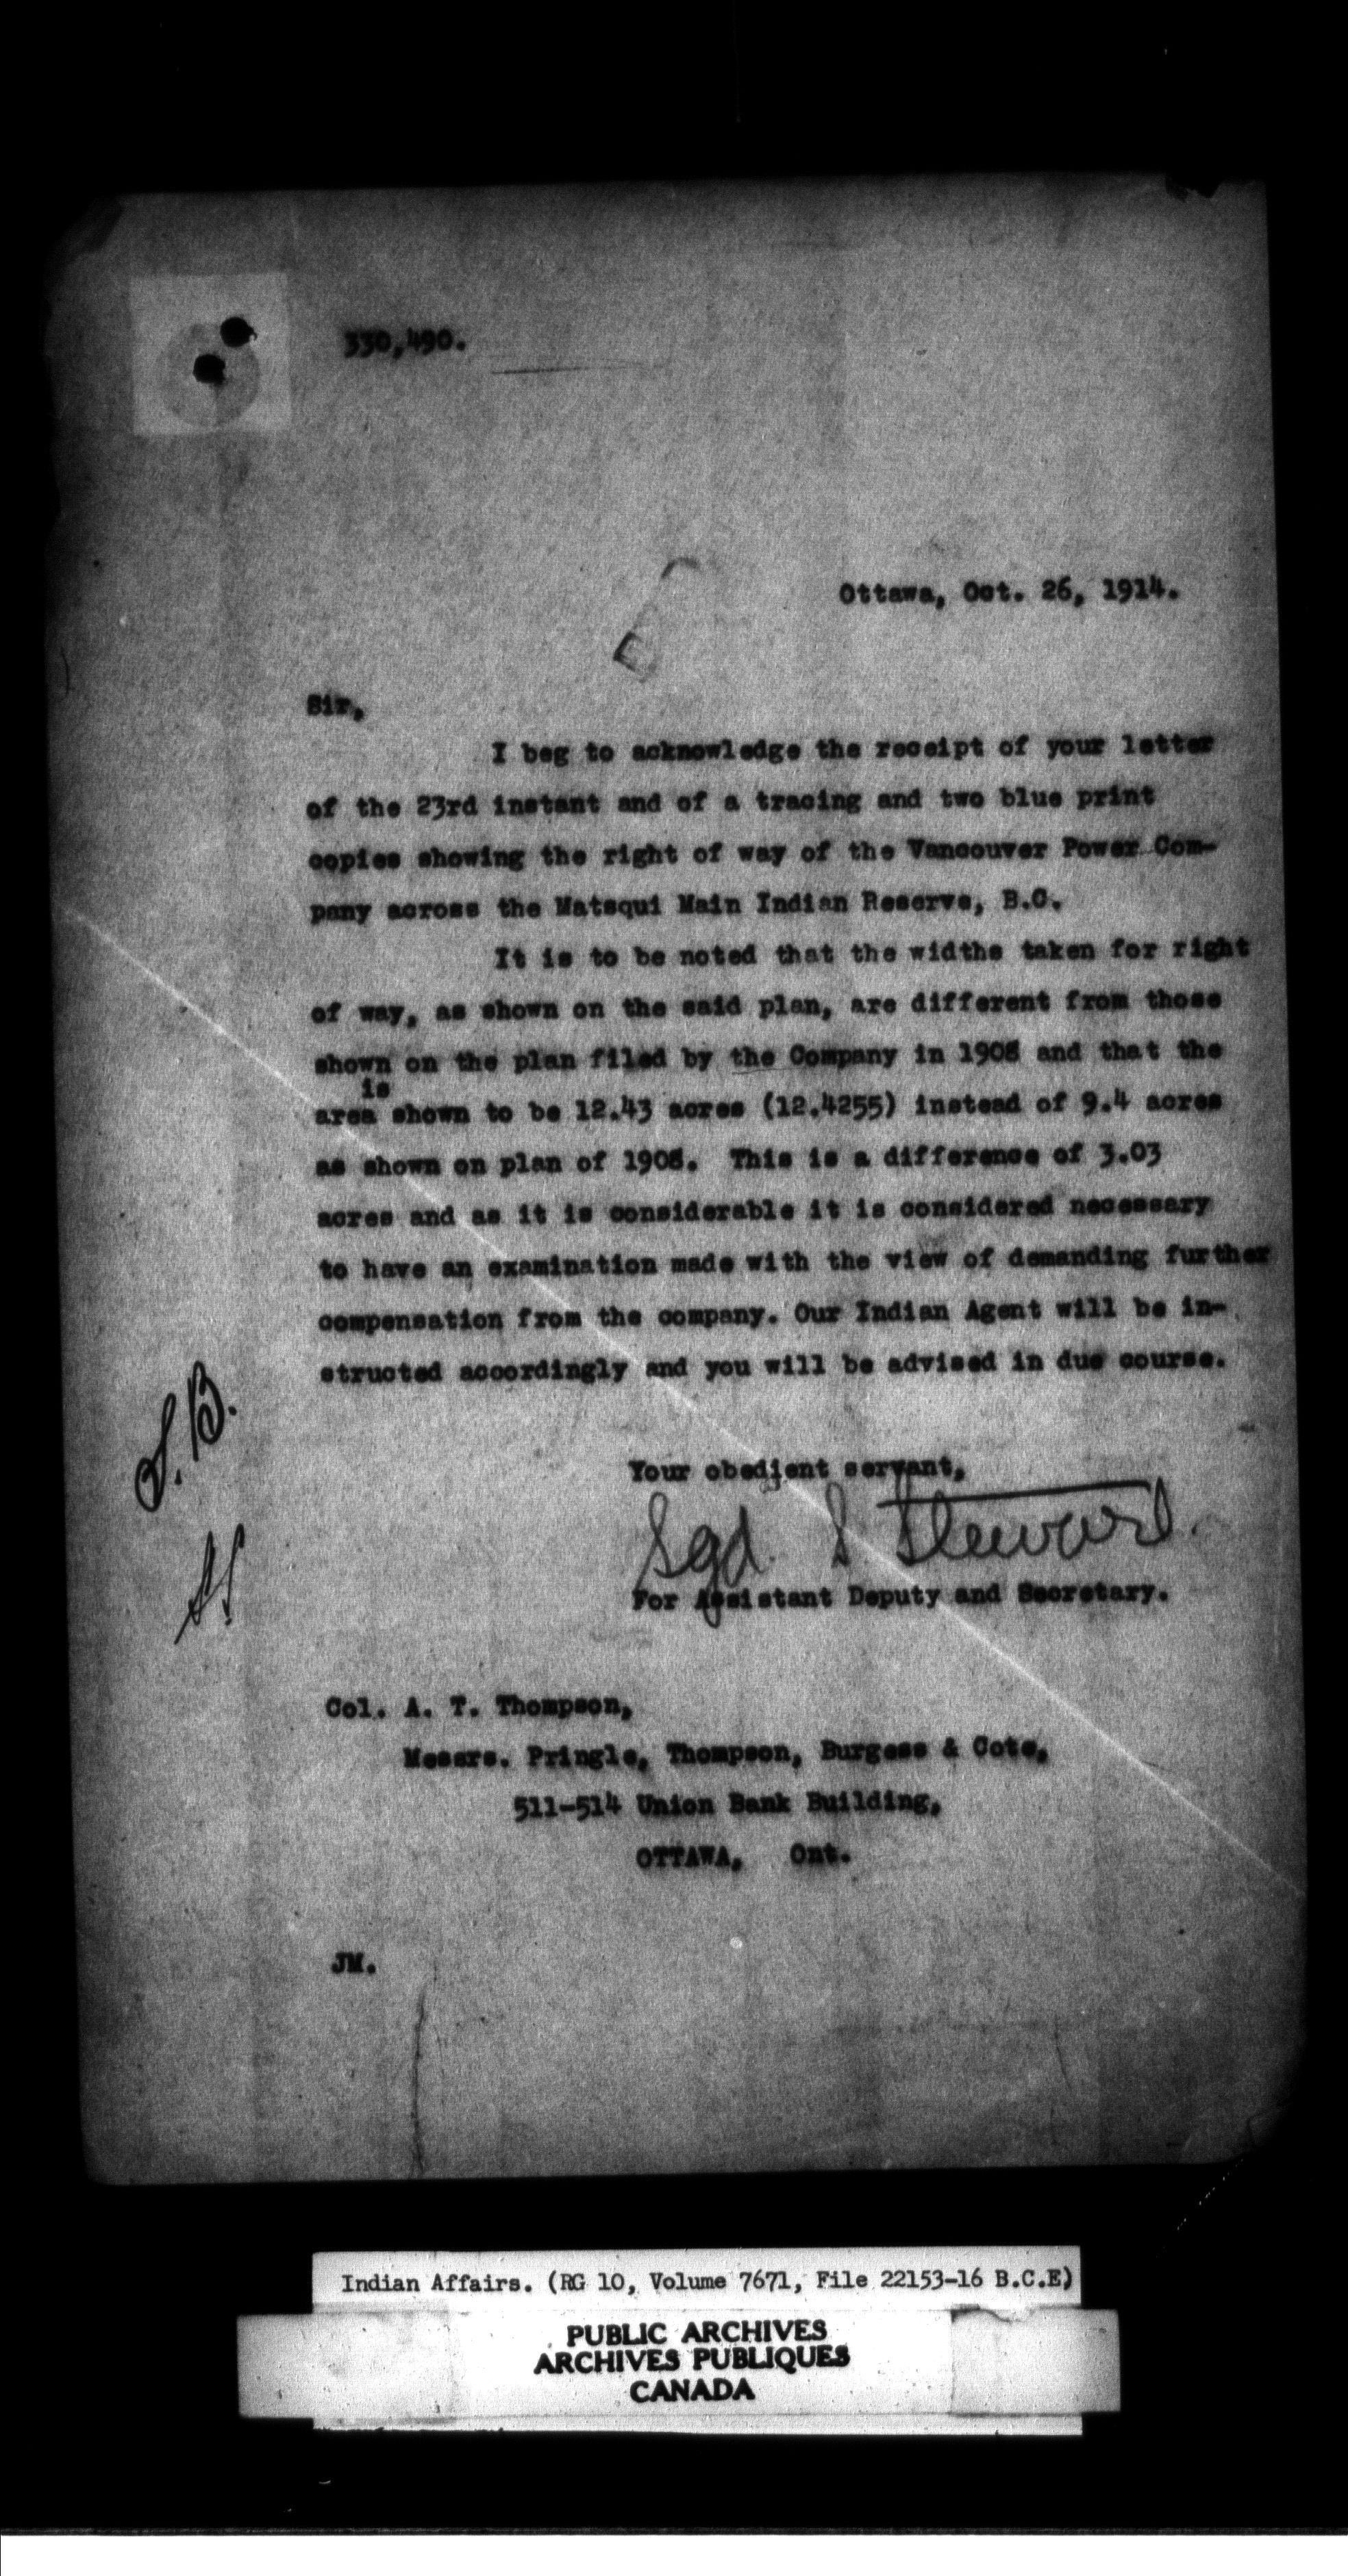 330,490.
Ottawa, Oct. 26, 1914.
Sir,
I beg to acknowledge the receipt of your letter
of the 23rd instant and of a tracing and two blue print
copies showing the right of way of the Vancouver Power Com-
pany across the Matsqui Main Indian Reserve, B.C.
It is to be noted that the widths taken for right
of way, as shown on the said plan, are different from those
shown on the plan filed by the Company in 1908 and that the
is
area shown to be 12.43 acres (12.4255) instead of 9.4 acres
as shown on plan of 1908. This is a difference of 3.03
acres and as it is considerable it is considered necessary
to have an examination made with the view of demanding further
compensation from the company. Our Indian Agent will be in-
structed accordingly and you will be advised in due course.
Your obedient servant,
Sgd. S. Stewart.
For Assistant Deputy and Secretary.
Col. A. T. Thompson,
Messrs. Pringle, Thompson, Burgess & Cote,
511-514 Union Bank Building,
OTTAWA, Ont.
JM.
Indian Affairs. (RG 10, Volume 7671, File 22153-16 B.C.E)
PUBLIC ARCHIVES
ARCHIVES PUBLIQUES
CANADA